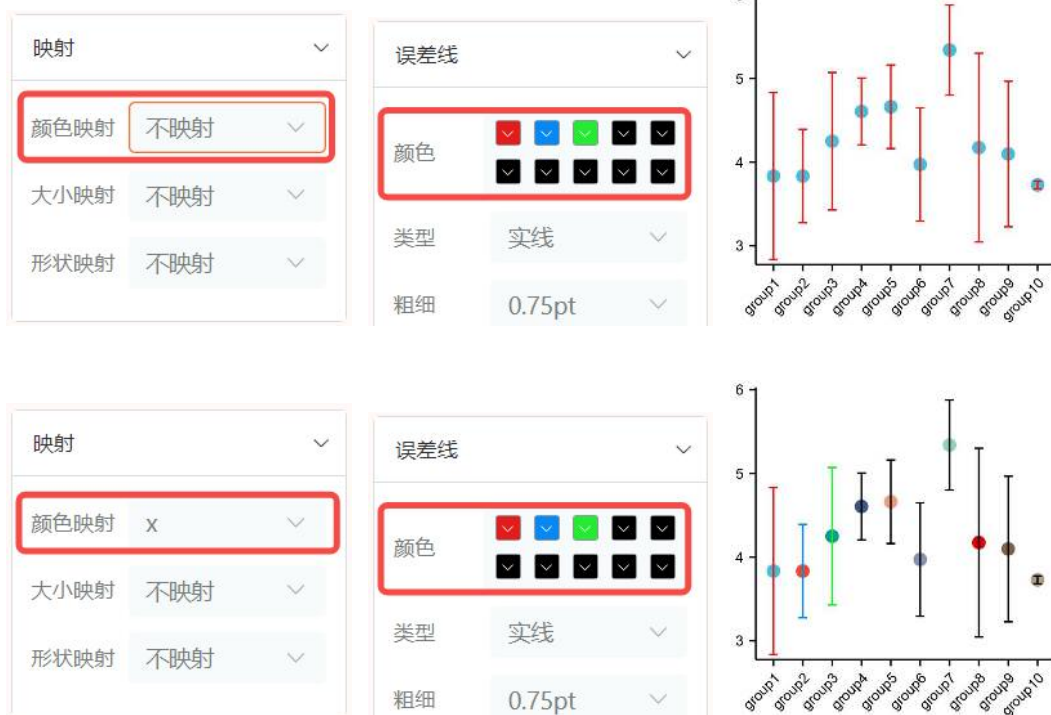 映射
颜色映射 不映射
大小映射 不映射
形状映射 不映射
误差线
颜色
类型 实线
粗细 0.75pt
5
4
3
group1 group2 group3 group4 group5 group6 group7 group8 group9 group10
映射
颜色映射 x
大小映射 不映射
形状映射 不映射
误差线
颜色
类型 实线
粗细 0.75pt
6
5
4
3
group1 group2 group3 group4 group5 group6 group7 group8 group9 group10